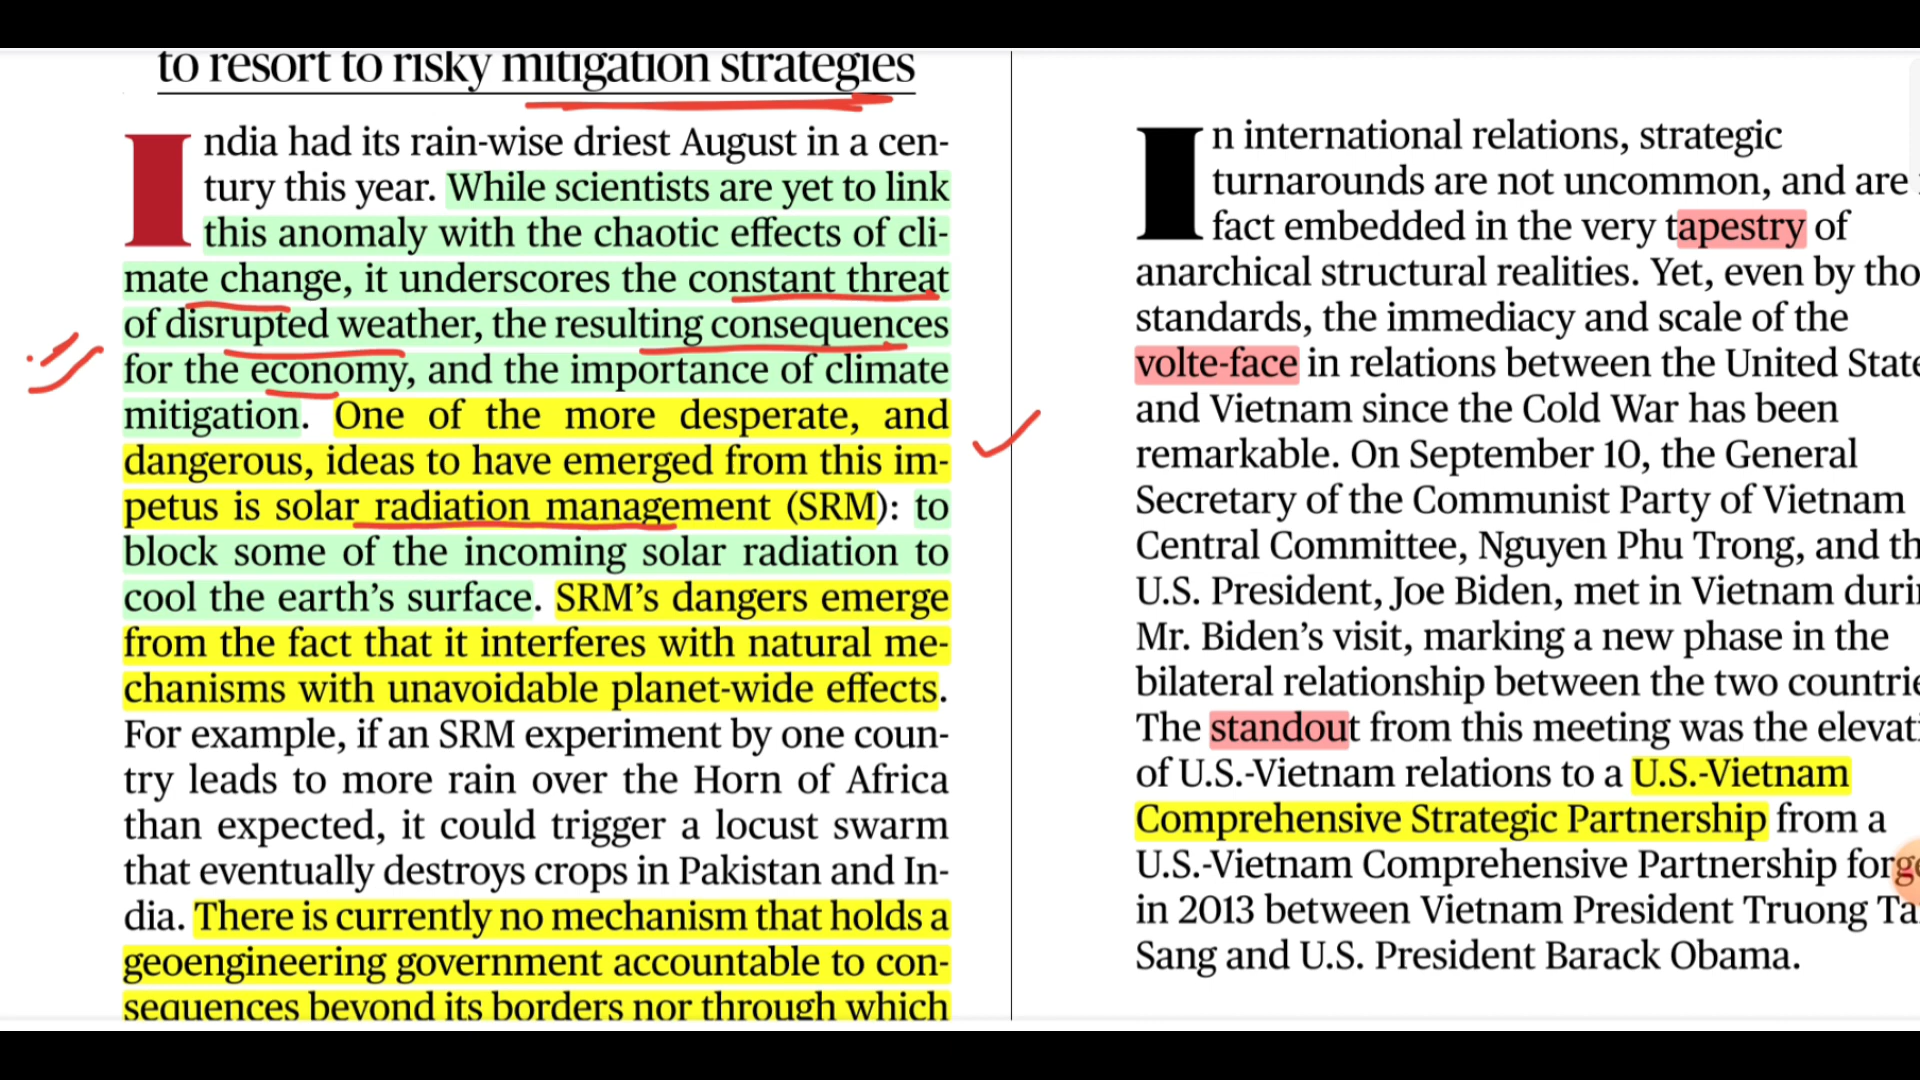 to resort to risky mitigation strategies
India had its rain-wise driest August in a cen-
tury this year. While scientists are yet to link
this anomaly with the chaotic effects of cli-
mate change, it underscores the constant threat
of disrupted weather, the resulting consequences
for the economy, and the importance of climate
mitigation. One of the more desperate, and
dangerous, ideas to have emerged from this im-
petus is solar radiation management (SRM): to
block some of the incoming solar radiation to
cool the earth’s surface. SRM’s dangers emerge
from the fact that it interferes with natural me-
chanisms with unavoidable planet-wide effects.
For example, if an SRM experiment by one coun-
try leads to more rain over the Horn of Africa
than expected, it could trigger a locust swarm
that eventually destroys crops in Pakistan and In-
dia. There is currently no mechanism that holds a
geoengineering government accountable to con-
sequences beyond its borders nor through which
In international relations, strategic
turnarounds are not uncommon, and are
fact embedded in the very tapestry of
anarchical structural realities. Yet, even by tho
standards, the immediacy and scale of the
volte-face in relations between the United State
and Vietnam since the Cold War has been
remarkable. On September 10, the General
Secretary of the Communist Party of Vietnam
Central Committee, Nguyen Phu Trong, and th
U.S. President, Joe Biden, met in Vietnam duri
Mr. Biden’s visit, marking a new phase in the
bilateral relationship between the two countrie
The standout from this meeting was the elevati
of U.S.-Vietnam relations to a U.S.-Vietnam
Comprehensive Strategic Partnership from a
U.S.-Vietnam Comprehensive Partnership forge
in 2013 between Vietnam President Truong Ta
Sang and U.S. President Barack Obama.